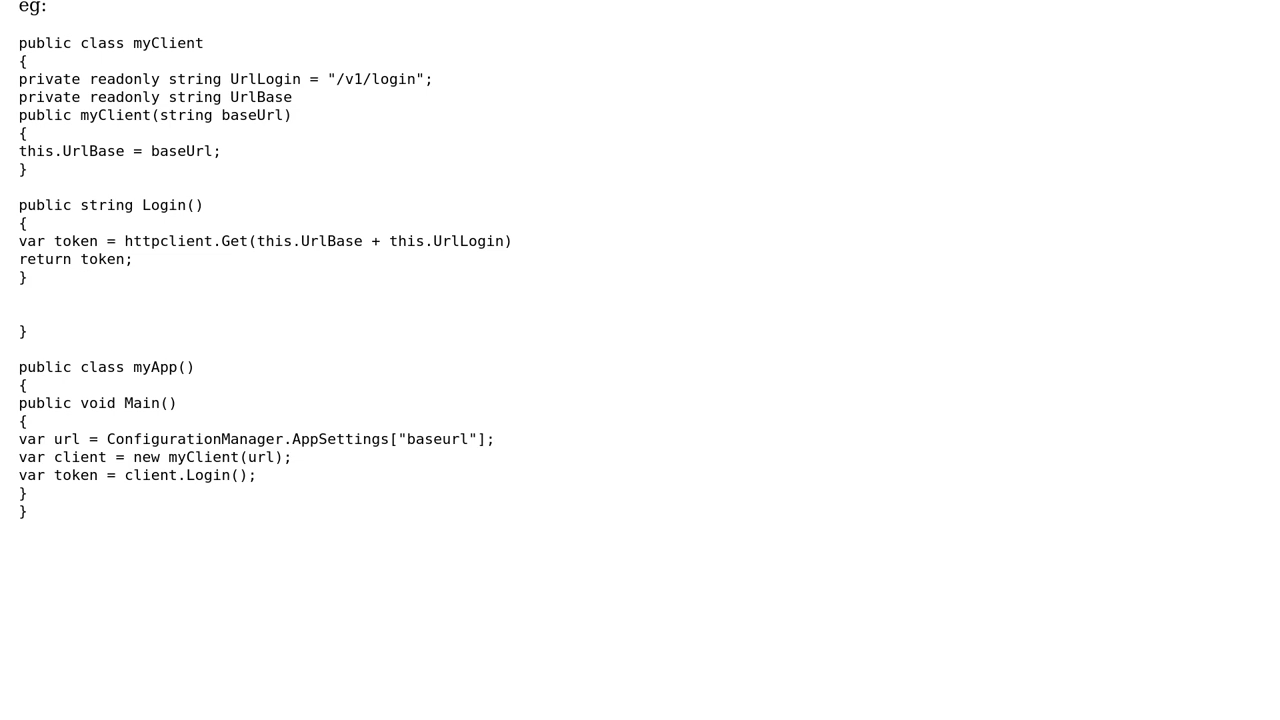 eg:
public class myClient
{
private readonly string UrlLogin = "/v1/login";
private readonly string UrlBase
public myClient(string baseUrl)
{
this.UrlBase = baseUrl;
}
public string Login()
{
var token = httpclient.Get(this.UrlBase + this.UrlLogin)
return token;
}
}
public class myApp()
{
public void Main()
{
var url = ConfigurationManager.AppSettings["baseurl"];
var client = new myClient(url);
var token = client.Login();
}
}